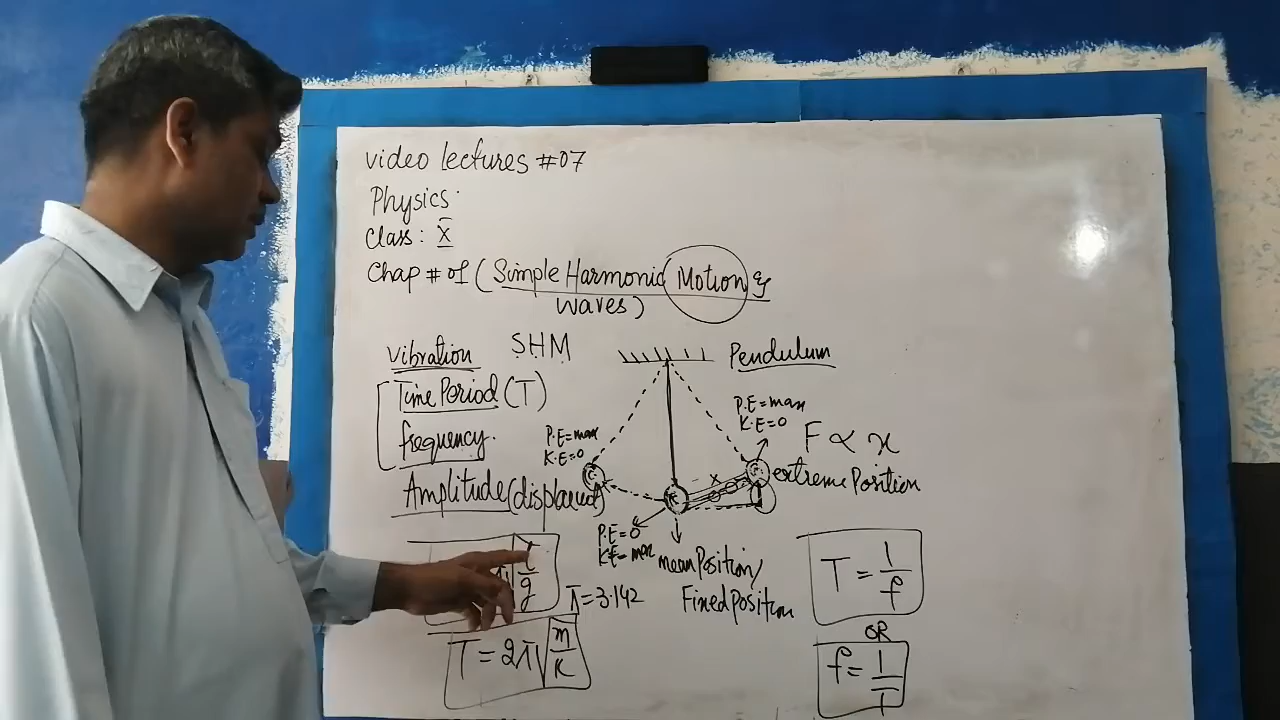 Video lectures #07
Physics
Class: X
Chap # 01 (Simple Harmonic Motion &
Waves)
Vibration SHM
Pendulum
Time Period (T)
frequency.
Amplitude (displaced)
P.E=max
K.E=0
P.E=max
K.E=0
F ∝ x
extreme Position
x
P.E=0
K.E=max
mean Position/
Fixed Position
√l/g
π=3.142
T = 2π√m/K
T = 1/f
OR
f = 1/T